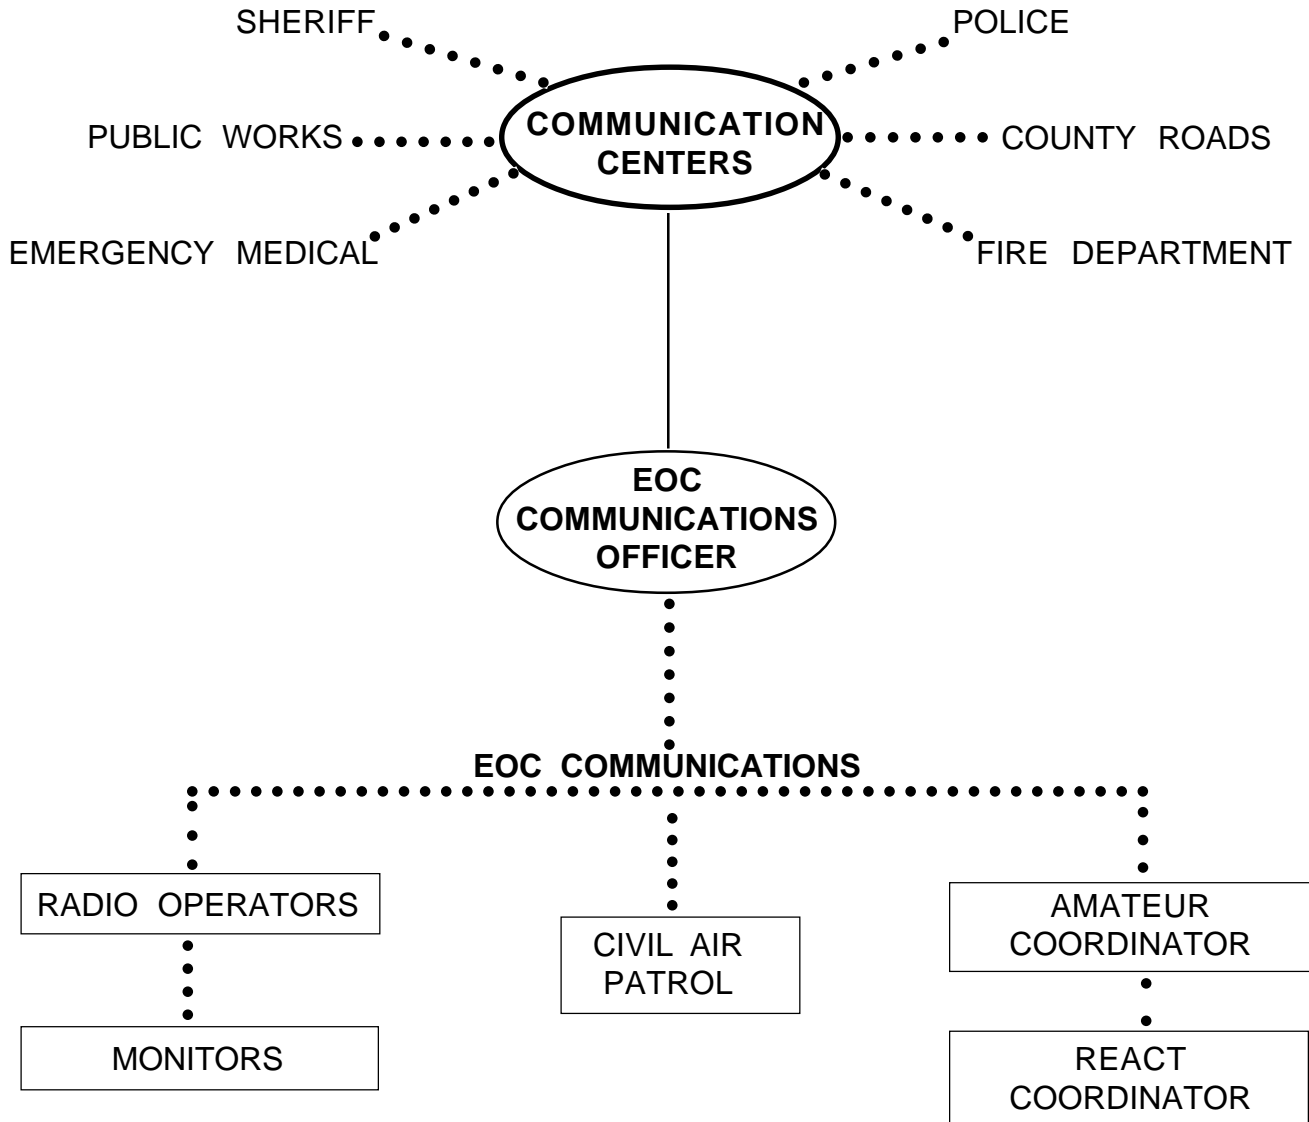 SHERIFF
POLICE
COMMUNICATION
CENTERS
PUBLIC WORKS
COUNTY ROADS
EMERGENCY MEDICAL
FIRE DEPARTMENT
EOC
COMMUNICATIONS
OFFICER
EOC COMMUNICATIONS
RADIO OPERATORS
MONITORS
CIVIL AIR
PATROL
AMATEUR
COORDINATOR
REACT
COORDINATOR